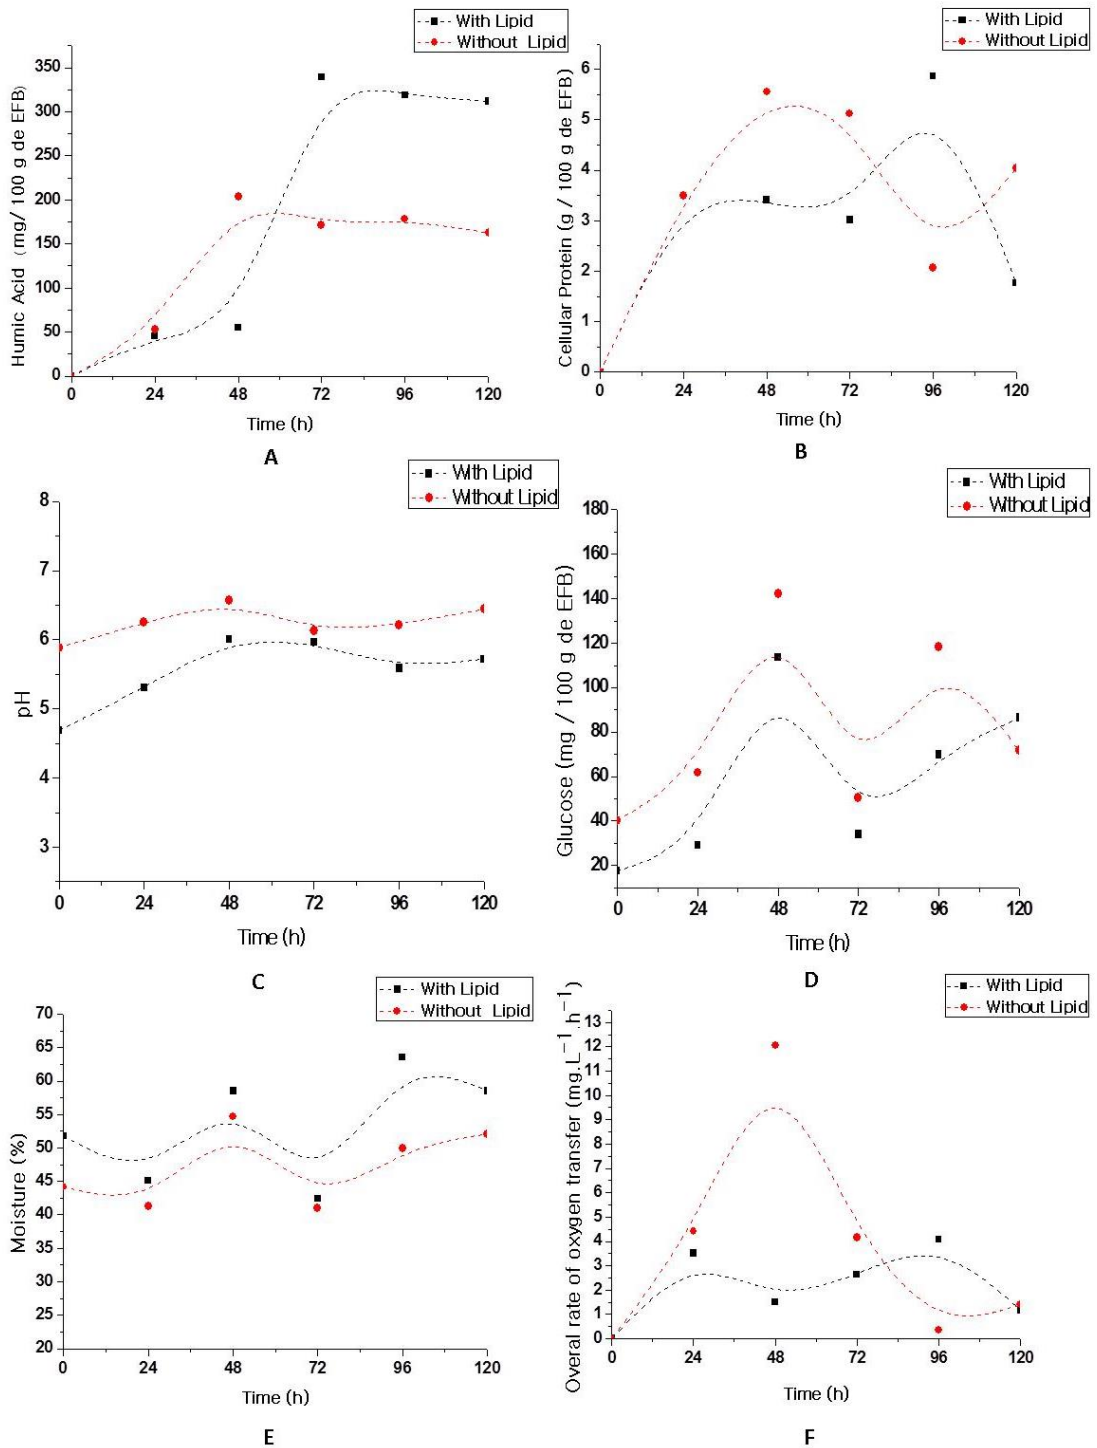 With Lipid
Without Lipid
Humic Acid (mg/ 100 g de EFB)
350
300
250
200
150
100
50
0
0 24 48 72 96 120
Time (h)
A
With Lipid
Without Lipid
Cellular Protein (g / 100 g de EFB)
6
5
4
3
2
1
0
0 24 48 72 96 120
Time (h)
B
With Lipid
Without Lipid
pH
8
7
6
5
4
3
0 24 48 72 96 120
Time (h)
C
With Lipid
Without Lipid
Glucose (mg / 100 g de EFB)
180
160
140
120
100
80
60
40
20
0 24 48 72 96 120
Time (h)
D
With Lipid
Without Lipid
Moisture (%)
70
65
60
55
50
45
40
35
30
25
20
0 24 48 72 96 120
Time (h)
E
With Lipid
Without Lipid
Overal rate of oxygen transfer (mg.L⁻¹.h⁻¹)
13
12
11
10
9
8
7
6
5
4
3
2
1
0
0 24 48 72 96 120
Time (h)
F